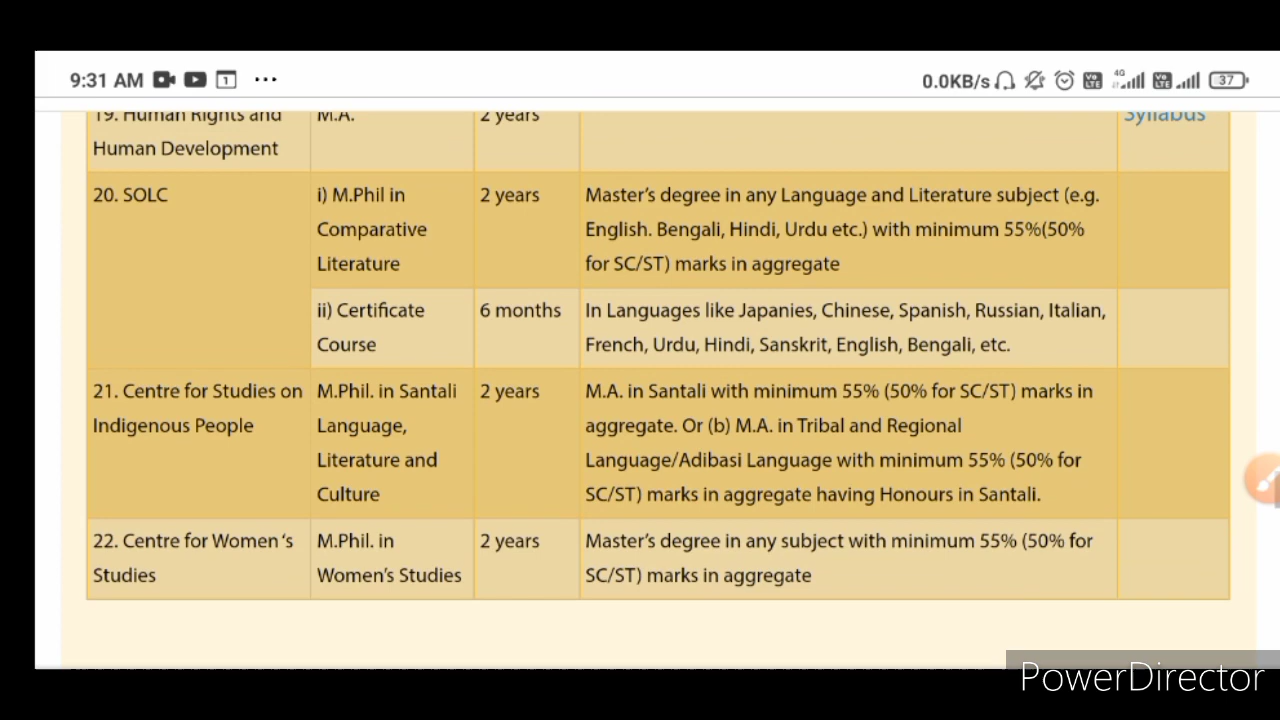 9:31 AM 1 ... 0.0KB/s Vo LTE 4G Vo LTE 37
19. Human Rights and M.A. 2 years Syllabus
Human Development
20. SOLC i) M.Phil in 2 years Master's degree in any Language and Literature subject (e.g.
Comparative English. Bengali, Hindi, Urdu etc.) with minimum 55%(50%
Literature for SC/ST) marks in aggregate
ii) Certificate 6 months In Languages like Japanies, Chinese, Spanish, Russian, Italian,
Course French, Urdu, Hindi, Sanskrit, English, Bengali, etc.
21. Centre for Studies on M.Phil. in Santali 2 years M.A. in Santali with minimum 55% (50% for SC/ST) marks in
Indigenous People Language, aggregate. Or (b) M.A. in Tribal and Regional
Literature and Language/Adibasi Language with minimum 55% (50% for
Culture SC/ST) marks in aggregate having Honours in Santali.
22. Centre for Women 's M.Phil. in 2 years Master's degree in any subject with minimum 55% (50% for
Studies Women's Studies SC/ST) marks in aggregate
PowerDirector